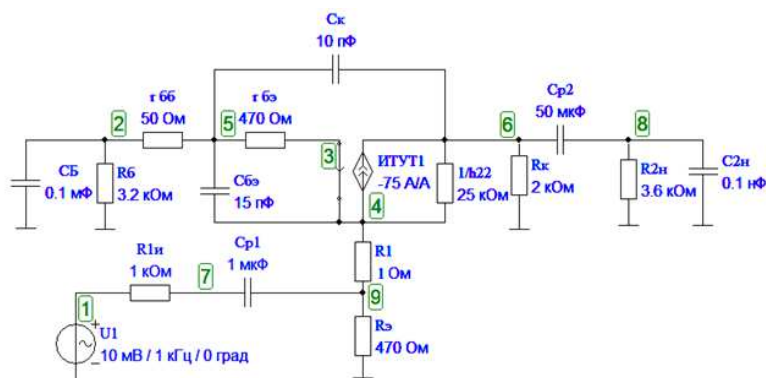 Cк
10 пФ
r бб
50 Ом
r бэ
470 Ом
Cр2
50 мкФ
2
5
6
8
3
ИТУТ1
-75 А/А
СБ
0.1 мФ
Rб
3.2 кОм
Cбэ
15 пФ
1/h22
25 кОм
Rк
2 кОм
R2н
3.6 кОм
C2н
0.1 нФ
4
R1и
1 кОм
Cр1
1 мкФ
R1
1 Ом
7
9
1
U1
10 мВ / 1 кГц / 0 град
Rэ
470 Ом